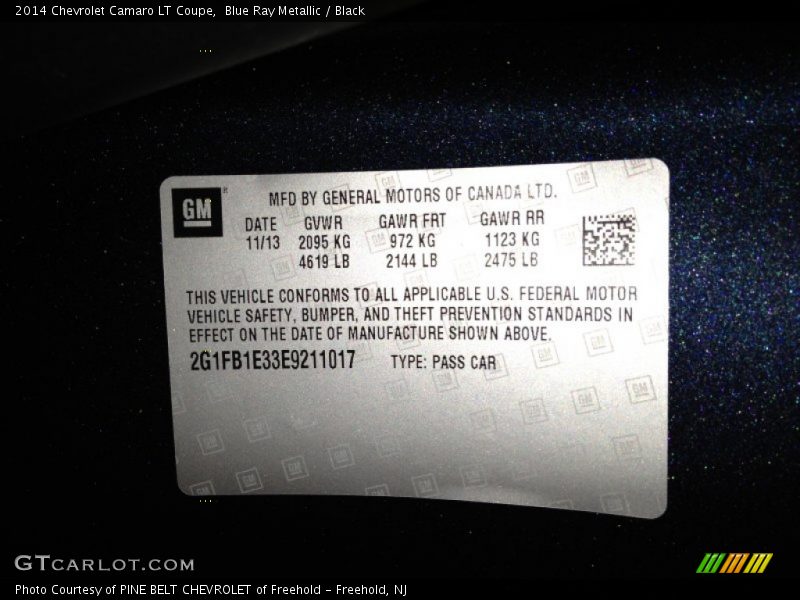 2014 Chevrolet Camaro LT Coupe,  Blue Ray Metallic / Black
GM
MFD BY GENERAL MOTORS OF CANADA LTD.
DATE GVWR GAWR FRT GAWR RR
11/13 2095 KG 972 KG 1123 KG
4619 LB 2144 LB 2475 LB
THIS VEHICLE CONFORMS TO ALL APPLICABLE U.S. FEDERAL MOTOR
VEHICLE SAFETY, BUMPER, AND THEFT PREVENTION STANDARDS IN
EFFECT ON THE DATE OF MANUFACTURE SHOWN ABOVE.
2G1FB1E33E9211017 TYPE: PASS CAR
GTCARLOT.COM
Photo Courtesy of PINE BELT CHEVROLET of Freehold - Freehold, NJ